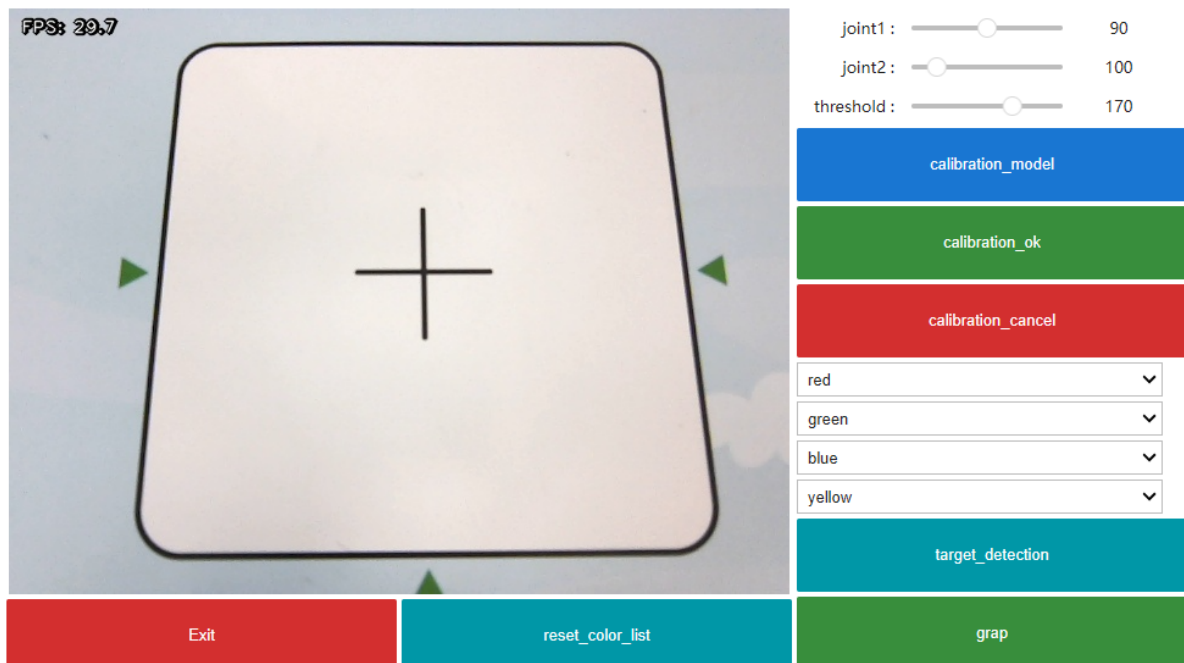 FPS: 29.7
joint1 : 90
joint2 : 100
threshold : 170
calibration_model
calibration_ok
calibration_cancel
red
green
blue
yellow
target_detection
Exit
reset_color_list
grap